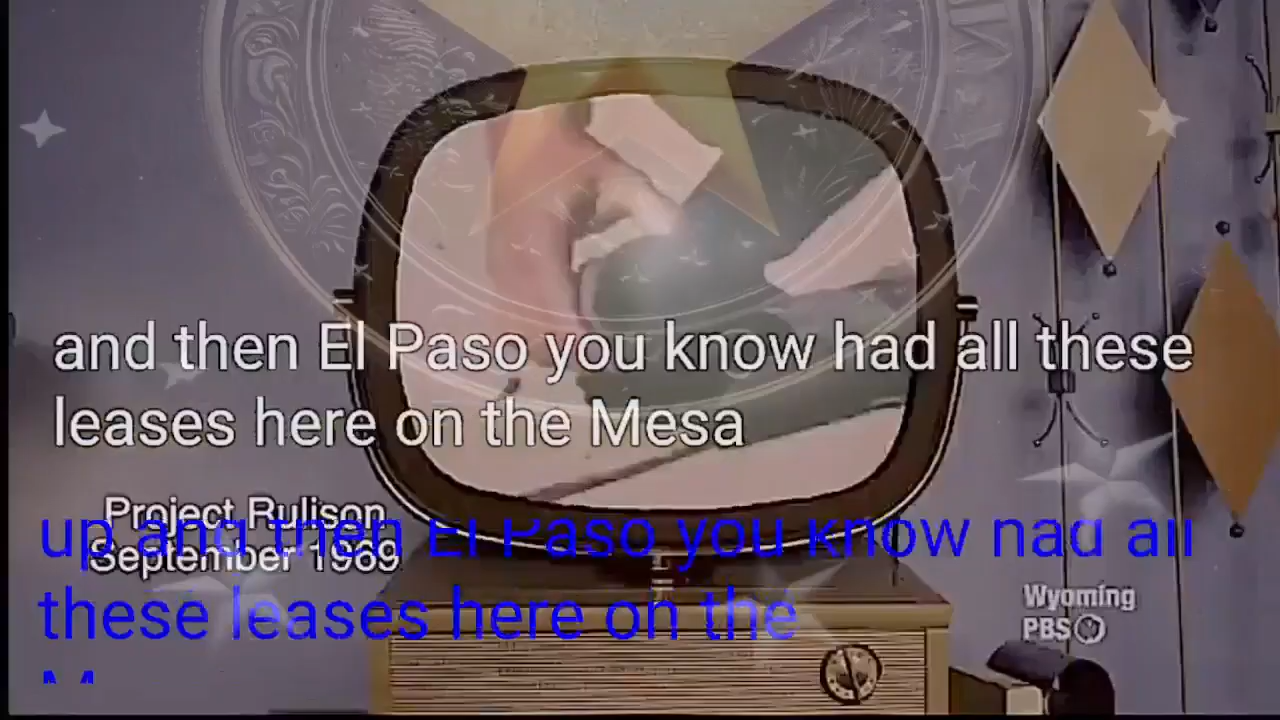 and then El Paso you know had all these
leases here on the Mesa
Project Rulison
September 1969
up and then El Paso you know had all
these leases here on the
Wyoming
PBS